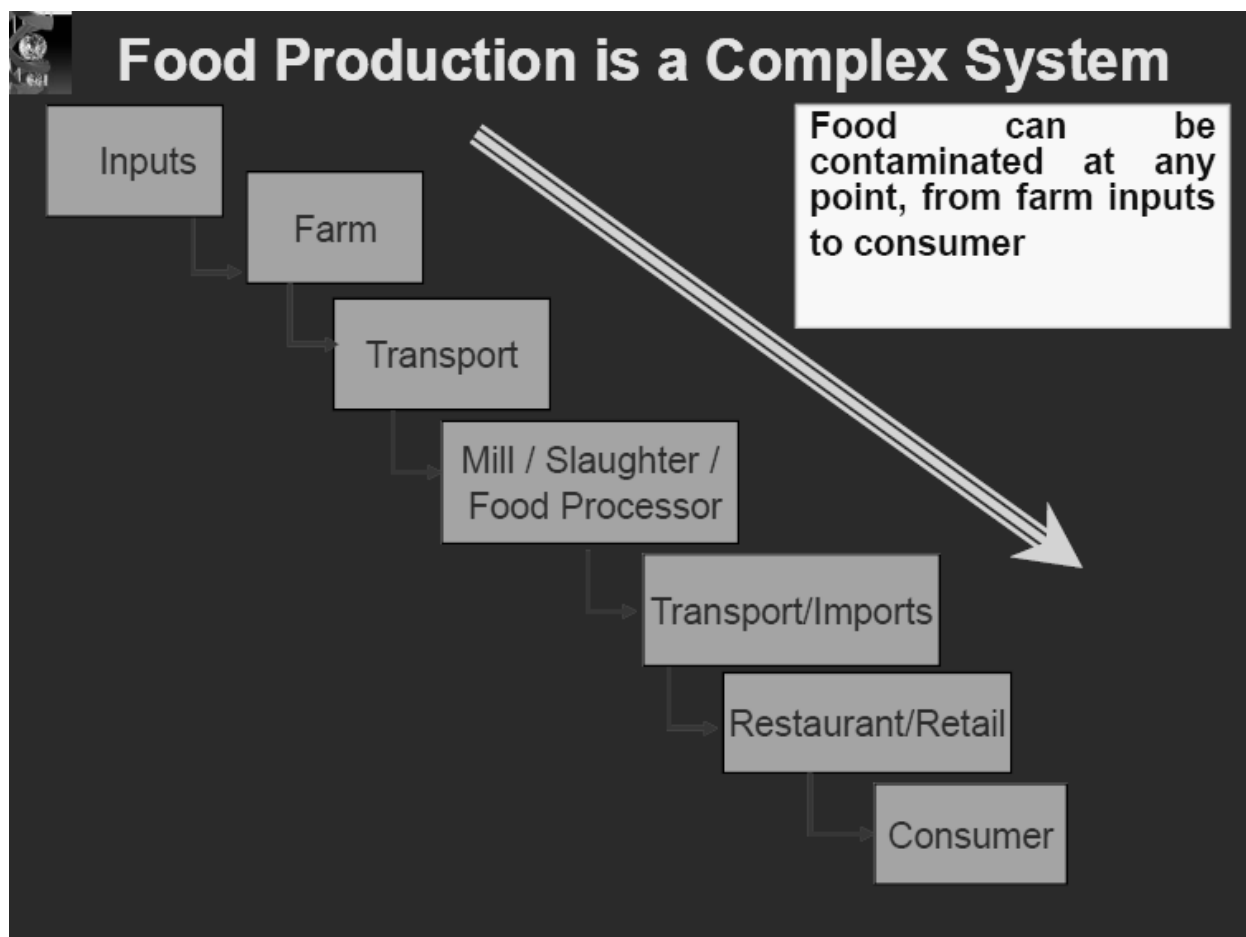 Food Production is a Complex System
Food can be
contaminated at any
point, from farm inputs
to consumer
Inputs
Farm
Transport
Mill / Slaughter /
Food Processor
Transport/Imports
Restaurant/Retail
Consumer